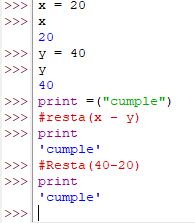 >>> x = 20
>>> x
20
>>> y = 40
>>> y
40
>>> print =("cumple")
>>> #resta(x - y)
>>> print
'cumple'
>>> #Resta(40-20)
>>> print
'cumple'
>>>